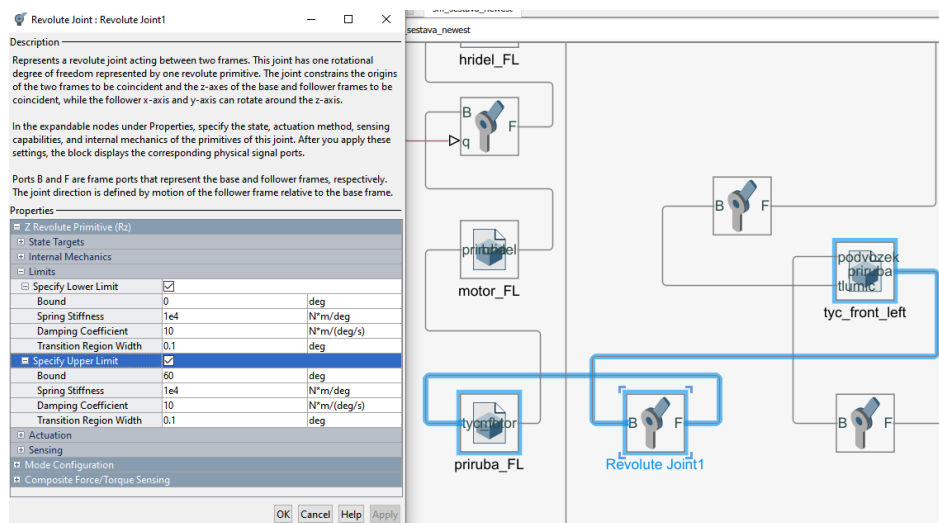 Revolute Joint : Revolute Joint1
Description
Represents a revolute joint acting between two frames. This joint has one rotational
degree of freedom represented by one revolute primitive. The joint constrains the origins
of the two frames to be coincident and the z-axes of the base and follower frames to be
coincident, while the follower x-axis and y-axis can rotate around the z-axis.
In the expandable nodes under Properties, specify the state, actuation method, sensing
capabilities, and internal mechanics of the primitives of this joint. After you apply these
settings, the block displays the corresponding physical signal ports.
Ports B and F are frame ports that represent the base and follower frames, respectively.
The joint direction is defined by motion of the follower frame relative to the base frame.
Properties
Z Revolute Primitive (Rz)
State Targets
Internal Mechanics
Limits
Specify Lower Limit
Bound 0 deg
Spring Stiffness 1e4 N*m/deg
Damping Coefficient 10 N*m/(deg/s)
Transition Region Width 0.1 deg
Specify Upper Limit
Bound 60 deg
Spring Stiffness 1e4 N*m/deg
Damping Coefficient 10 N*m/(deg/s)
Transition Region Width 0.1 deg
Actuation
Sensing
Mode Configuration
Composite Force/Torque Sensing
OK Cancel Help Apply
sm_sestava_newest
sestava_newest
hridel_FL
B F
q
motor_FL
priruba_FL
B F
Revolute Joint1
B F
podvozek
priruba
tlumic
tyc_front_left
B F